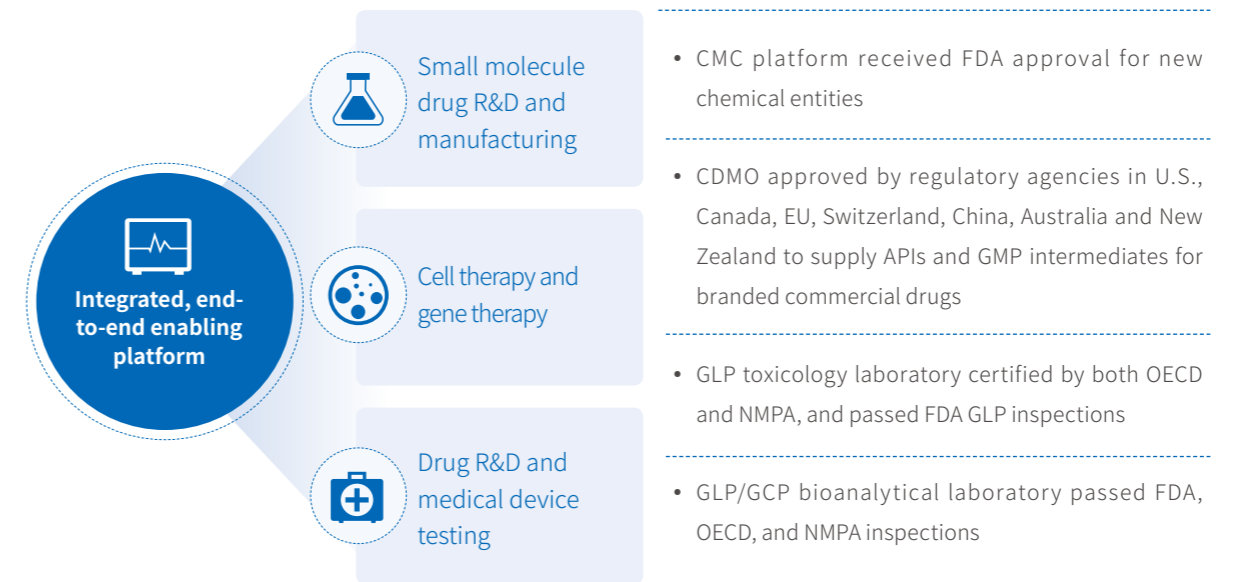 Integrated, end-
to-end enabling
platform
Small molecule
drug R&D and
manufacturing
Cell therapy and
gene therapy
Drug R&D and
medical device
testing
• CMC platform received FDA approval for new
chemical entities
• CDMO approved by regulatory agencies in U.S.,
Canada, EU, Switzerland, China, Australia and New
Zealand to supply APIs and GMP intermediates for
branded commercial drugs
• GLP toxicology laboratory certified by both OECD
and NMPA, and passed FDA GLP inspections
• GLP/GCP bioanalytical laboratory passed FDA,
OECD, and NMPA inspections